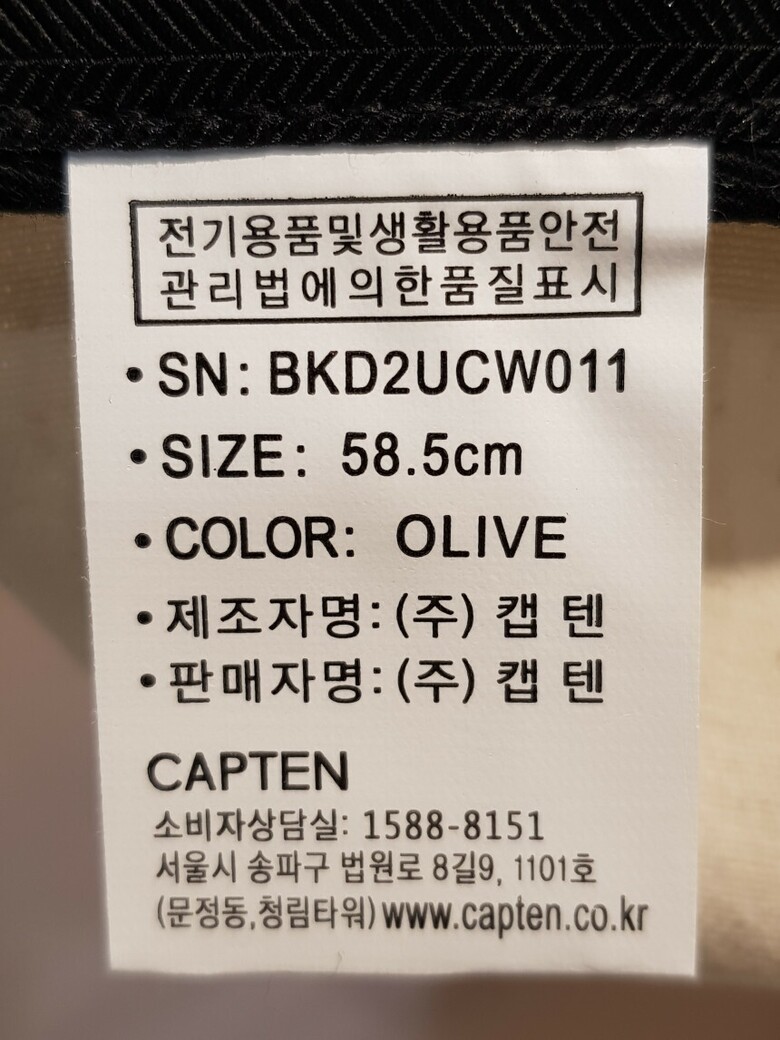 전기용품및생활용품안전
관리법에의한품질표시
• SN: BKD2UCW011
• SIZE: 58.5cm
• COLOR: OLIVE
• 제조자명: (주) 캡 텐
• 판매자명: (주) 캡 텐
CAPTEN
소비자상담실: 1588-8151
서울시 송파구 법원로 8길9, 1101호
(문정동,청림타워) www.capten.co.kr